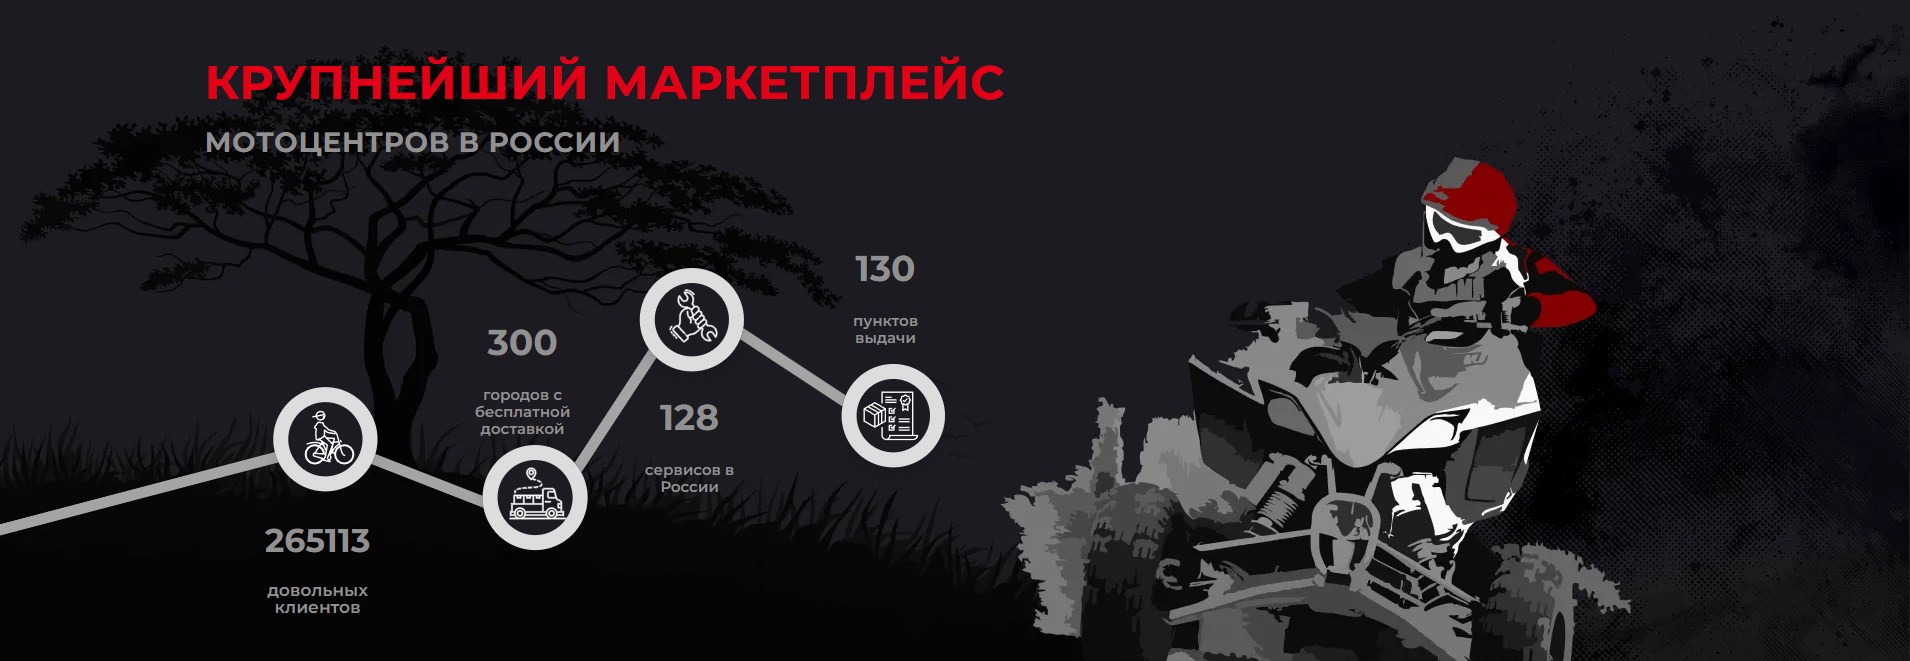 КРУПНЕЙШИЙ МАРКЕТПЛЕЙС
МОТОЦЕНТРОВ В РОССИИ
265113
довольных
клиентов
300
городов с
бесплатной
доставкой
128
сервисов в
России
130
пунктов
выдачи